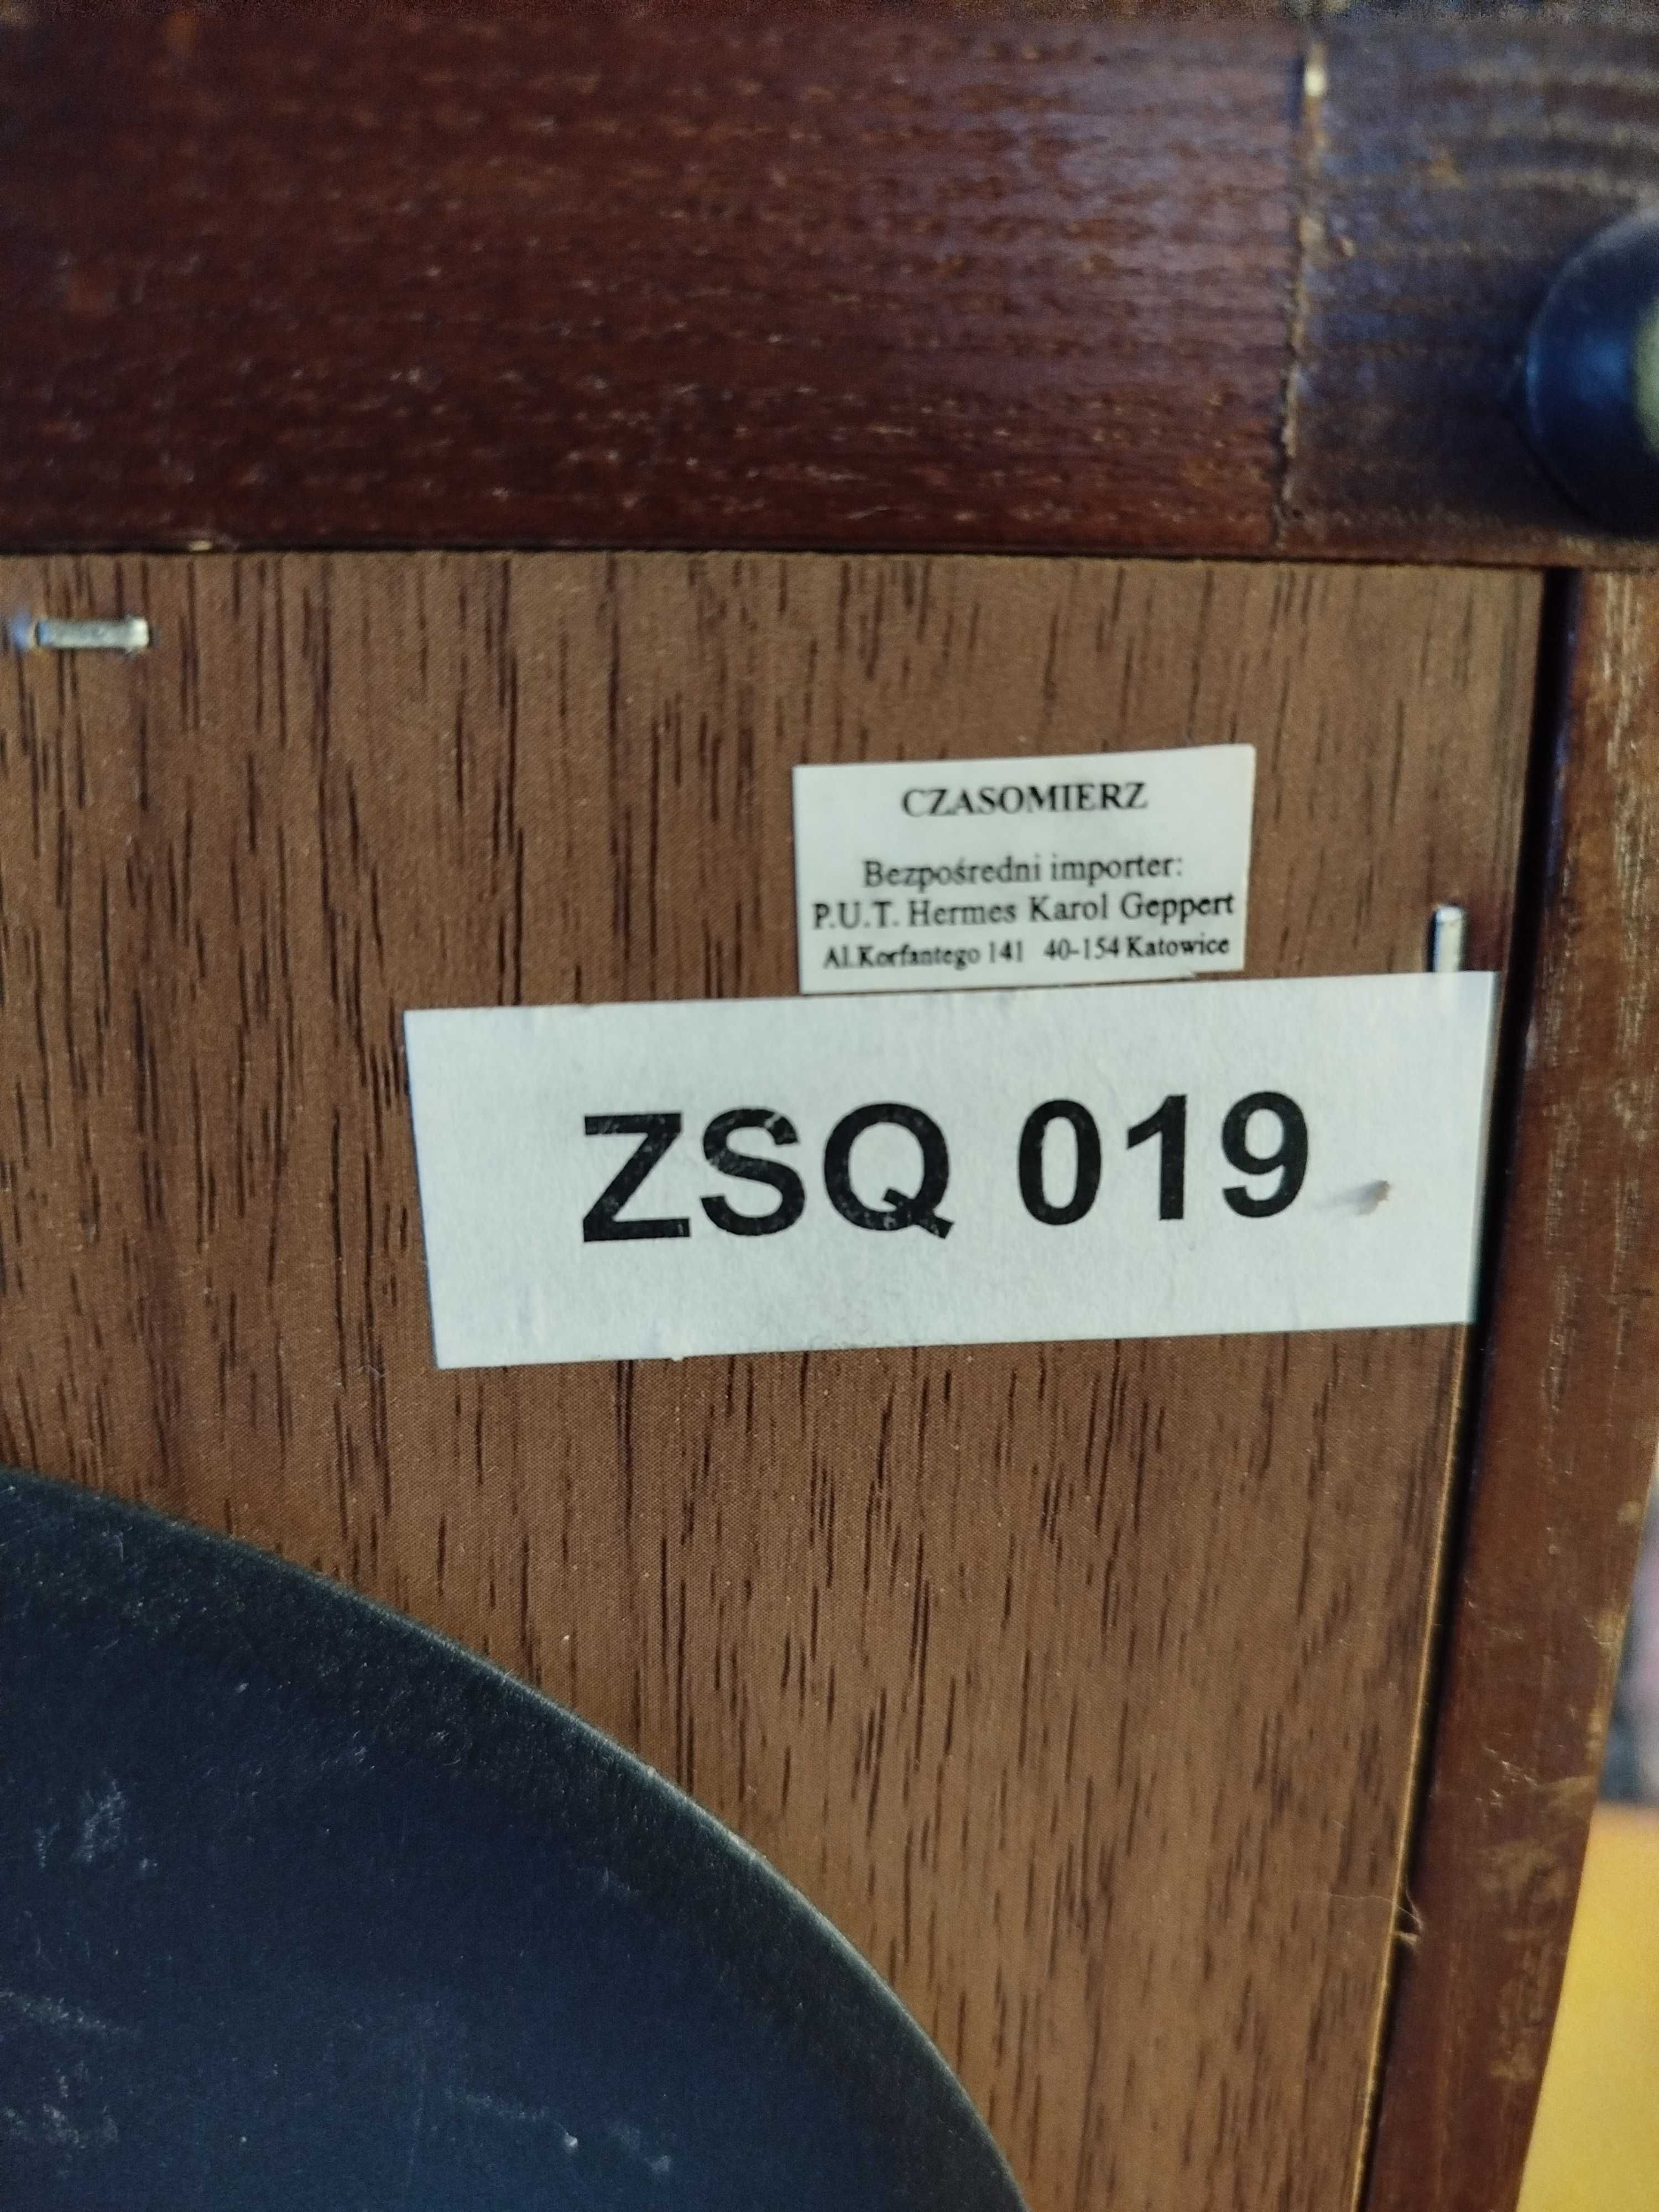 CZASOMIERZ
Bezpośredni importer:
P.U.T. Hermes Karol Geppert
Al.Korfantego 141 40-154 Katowice
ZSQ 019